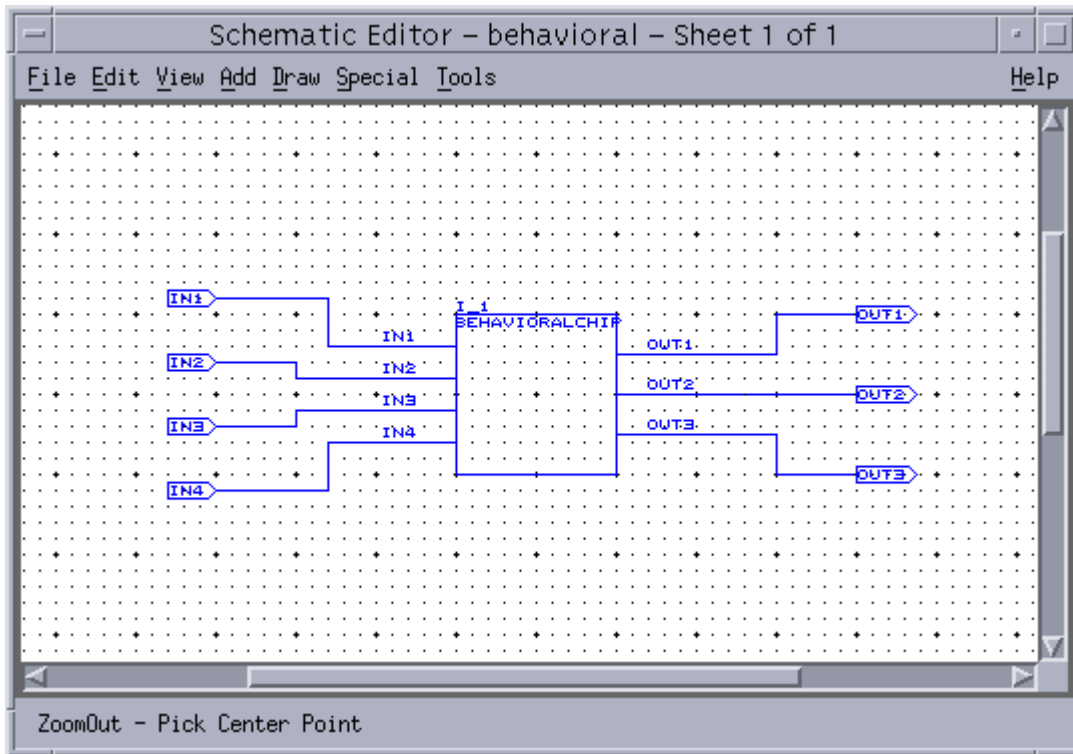 Schematic Editor – behavioral – Sheet 1 of 1
File Edit View Add Draw Special Tools Help
IN1
I_1
BEHAVIORALCHIP
OUT1
IN1
OUT1
IN2
IN2
OUT2
OUT2
IN3
IN3
OUT3
IN4
OUT3
IN4
ZoomOut – Pick Center Point